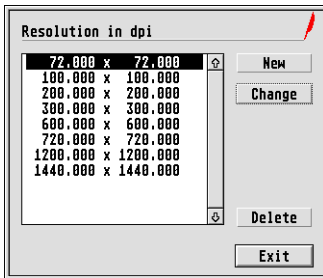 Resolution in dpi
72.000 x 72.000
100.000 x 100.000
200.000 x 200.000
300.000 x 300.000
600.000 x 600.000
720.000 x 720.000
1200.000 x 1200.000
1440.000 x 1440.000
New
Change
Delete
Exit